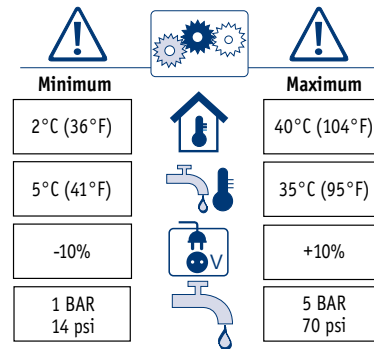 Minimum
Maximum
2°C (36°F)
40°C (104°F)
5°C (41°F)
35°C (95°F)
-10%
V
+10%
1 BAR
14 psi
5 BAR
70 psi